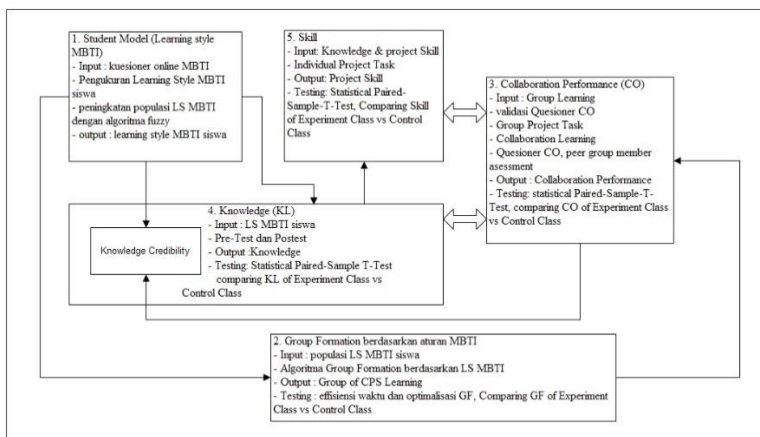 1. Student Model (Learning style
MBTI)
- Input : kuesioner online MBTI
- Pengukuran Learning Style MBTI
siswa
- peningkatan populasi LS MBTI
dengan algoritma fuzzy
- output : learning style MBTI siswa
5. Skill
- Input: Knowledge & project Skill
- Individual Project Task
- Output: Project Skill
- Testing: Statistical Paired-
Sample-T-Test, Comparing Skill
of Experiment Class vs Control
Class
3. Collaboration Performance (CO)
- Input : Group Learning
- validasi Quesioner CO
- Group Project Task
- Collaboration Learning
- Quesioner CO, peer group member
asessment
- Output : Collaboration Performance
- Testing: statistical Paired-Sample-T-
Test, comparing CO of Experiment Class
vs Control Class
4. Knowledge (KL)
- Input : LS MBTI siswa
- Pre-Test dan Postest
- Output :Knowledge
- Testing: Statistical Paired-Sample T-Test
comparing KL of Experiment Class vs
Control Class
Knowledge Credibility
2. Group Formation berdasarkan aturan MBTI
- Input : populasi LS MBTI siswa
- Algoritma Group Formation berdasarkan LS MBTI
- Output : Group of CPS Learning
- Testing : effisiensi waktu dan optimalisasi GF, Comparing GF of Experiment
Class vs Control Class